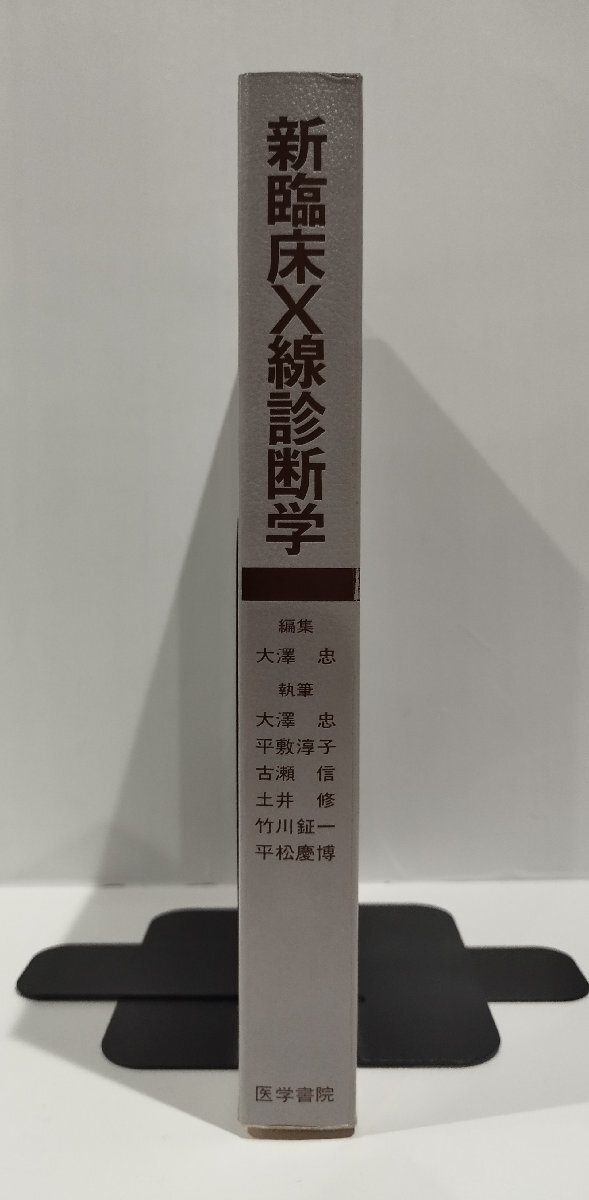 新臨床X線診断学
編集
大澤　忠
執筆
大澤　忠
平敷淳子
古瀬　信
土井　修
竹川鉦一
平松慶博
医学書院